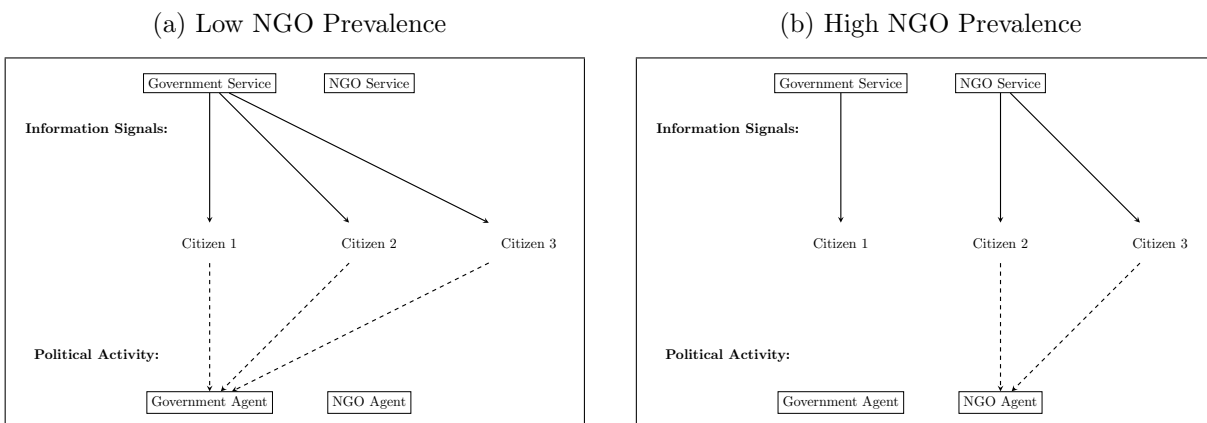 (a) Low NGO Prevalence
Government Service
NGO Service
Information Signals:
Citizen 1
Citizen 2
Citizen 3
Political Activity:
Government Agent
NGO Agent
(b) High NGO Prevalence
Government Service
NGO Service
Information Signals:
Citizen 1
Citizen 2
Citizen 3
Political Activity:
Government Agent
NGO Agent